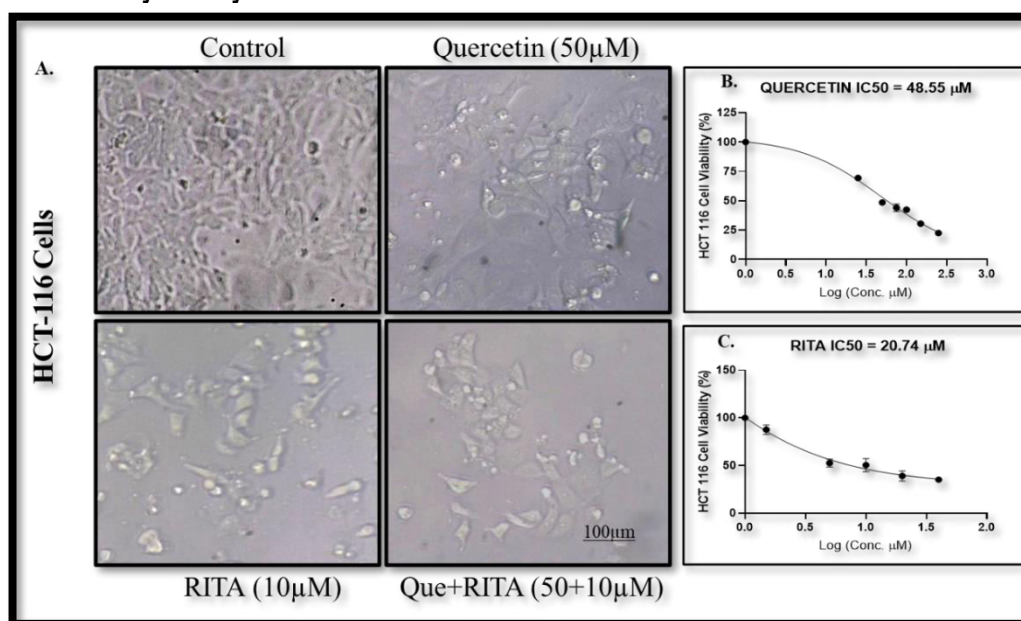 Control
Quercetin (50µM)
A.
HCT-116 Cells
100µm
RITA (10µM)
Que+RITA (50+10µM)
B.
QUERCETIN IC50 = 48.55 µM
HCT 116 Cell Viability (%)
125
100
75
50
25
0
0.0 0.5 1.0 1.5 2.0 2.5 3.0
Log (Conc. µM)
C.
RITA IC50 = 20.74 µM
HCT 116 Cell Viability (%)
150
100
50
0
0.0 0.5 1.0 1.5 2.0
Log (Conc. µM)